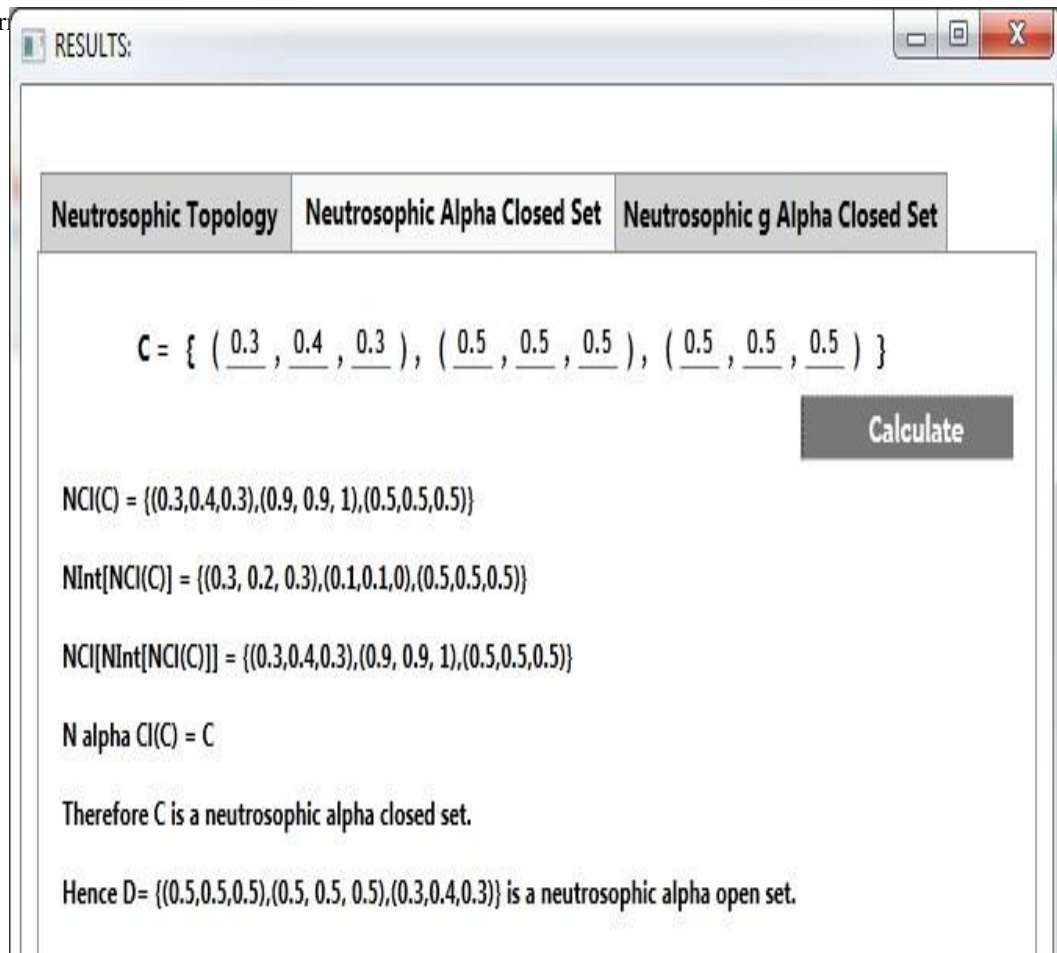 RESULTS:
Neutrosophic Topology Neutrosophic Alpha Closed Set Neutrosophic g Alpha Closed Set
C = { ( 0.3 , 0.4 , 0.3 ), ( 0.5 , 0.5 , 0.5 ), ( 0.5 , 0.5 , 0.5 ) }
Calculate
NCl(C) = {(0.3,0.4,0.3),(0.9, 0.9, 1),(0.5,0.5,0.5)}
NInt[NCl(C)] = {(0.3, 0.2, 0.3),(0.1,0.1,0),(0.5,0.5,0.5)}
NCl[NInt[NCl(C)]] = {(0.3,0.4,0.3),(0.9, 0.9, 1),(0.5,0.5,0.5)}
N alpha Cl(C) = C
Therefore C is a neutrosophic alpha closed set.
Hence D= {(0.5,0.5,0.5),(0.5, 0.5, 0.5),(0.3,0.4,0.3)} is a neutrosophic alpha open set.